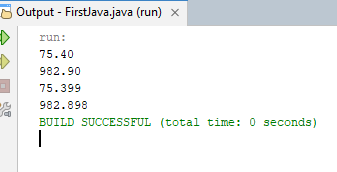 Output - FirstJava.java (run)
run:
75.40
982.90
75.399
982.898
BUILD SUCCESSFUL (total time: 0 seconds)